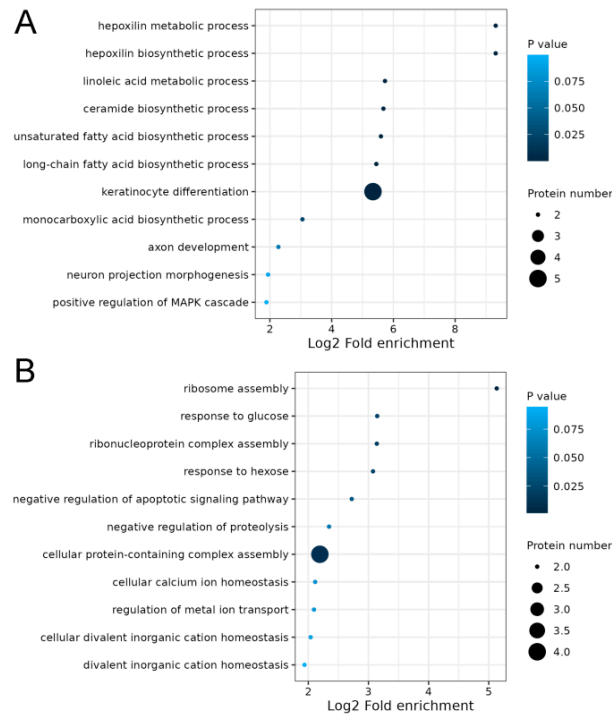 A
hepoxilin metabolic process
hepoxilin biosynthetic process
linoleic acid metabolic process
ceramide biosynthetic process
unsaturated fatty acid biosynthetic process
long-chain fatty acid biosynthetic process
keratinocyte differentiation
monocarboxylic acid biosynthetic process
axon development
neuron projection morphogenesis
positive regulation of MAPK cascade
2 4 6 8
Log2 Fold enrichment
P value
0.075
0.050
0.025
Protein number
2
3
4
5
B
ribosome assembly
response to glucose
ribonucleoprotein complex assembly
response to hexose
negative regulation of apoptotic signaling pathway
negative regulation of proteolysis
cellular protein-containing complex assembly
cellular calcium ion homeostasis
regulation of metal ion transport
cellular divalent inorganic cation homeostasis
divalent inorganic cation homeostasis
2 3 4 5
Log2 Fold enrichment
P value
0.075
0.050
0.025
Protein number
2.0
2.5
3.0
3.5
4.0